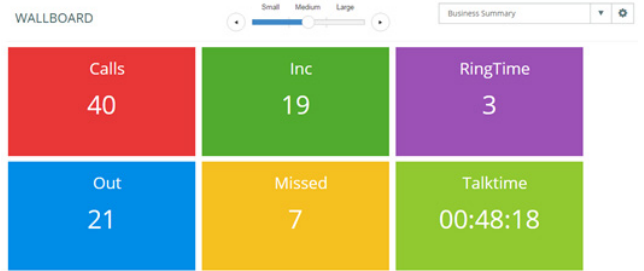 WALLBOARD
Small Medium Large
Business Summary
Calls Inc RingTime
40 19 3
Out Missed Talktime
21 7 00:48:18